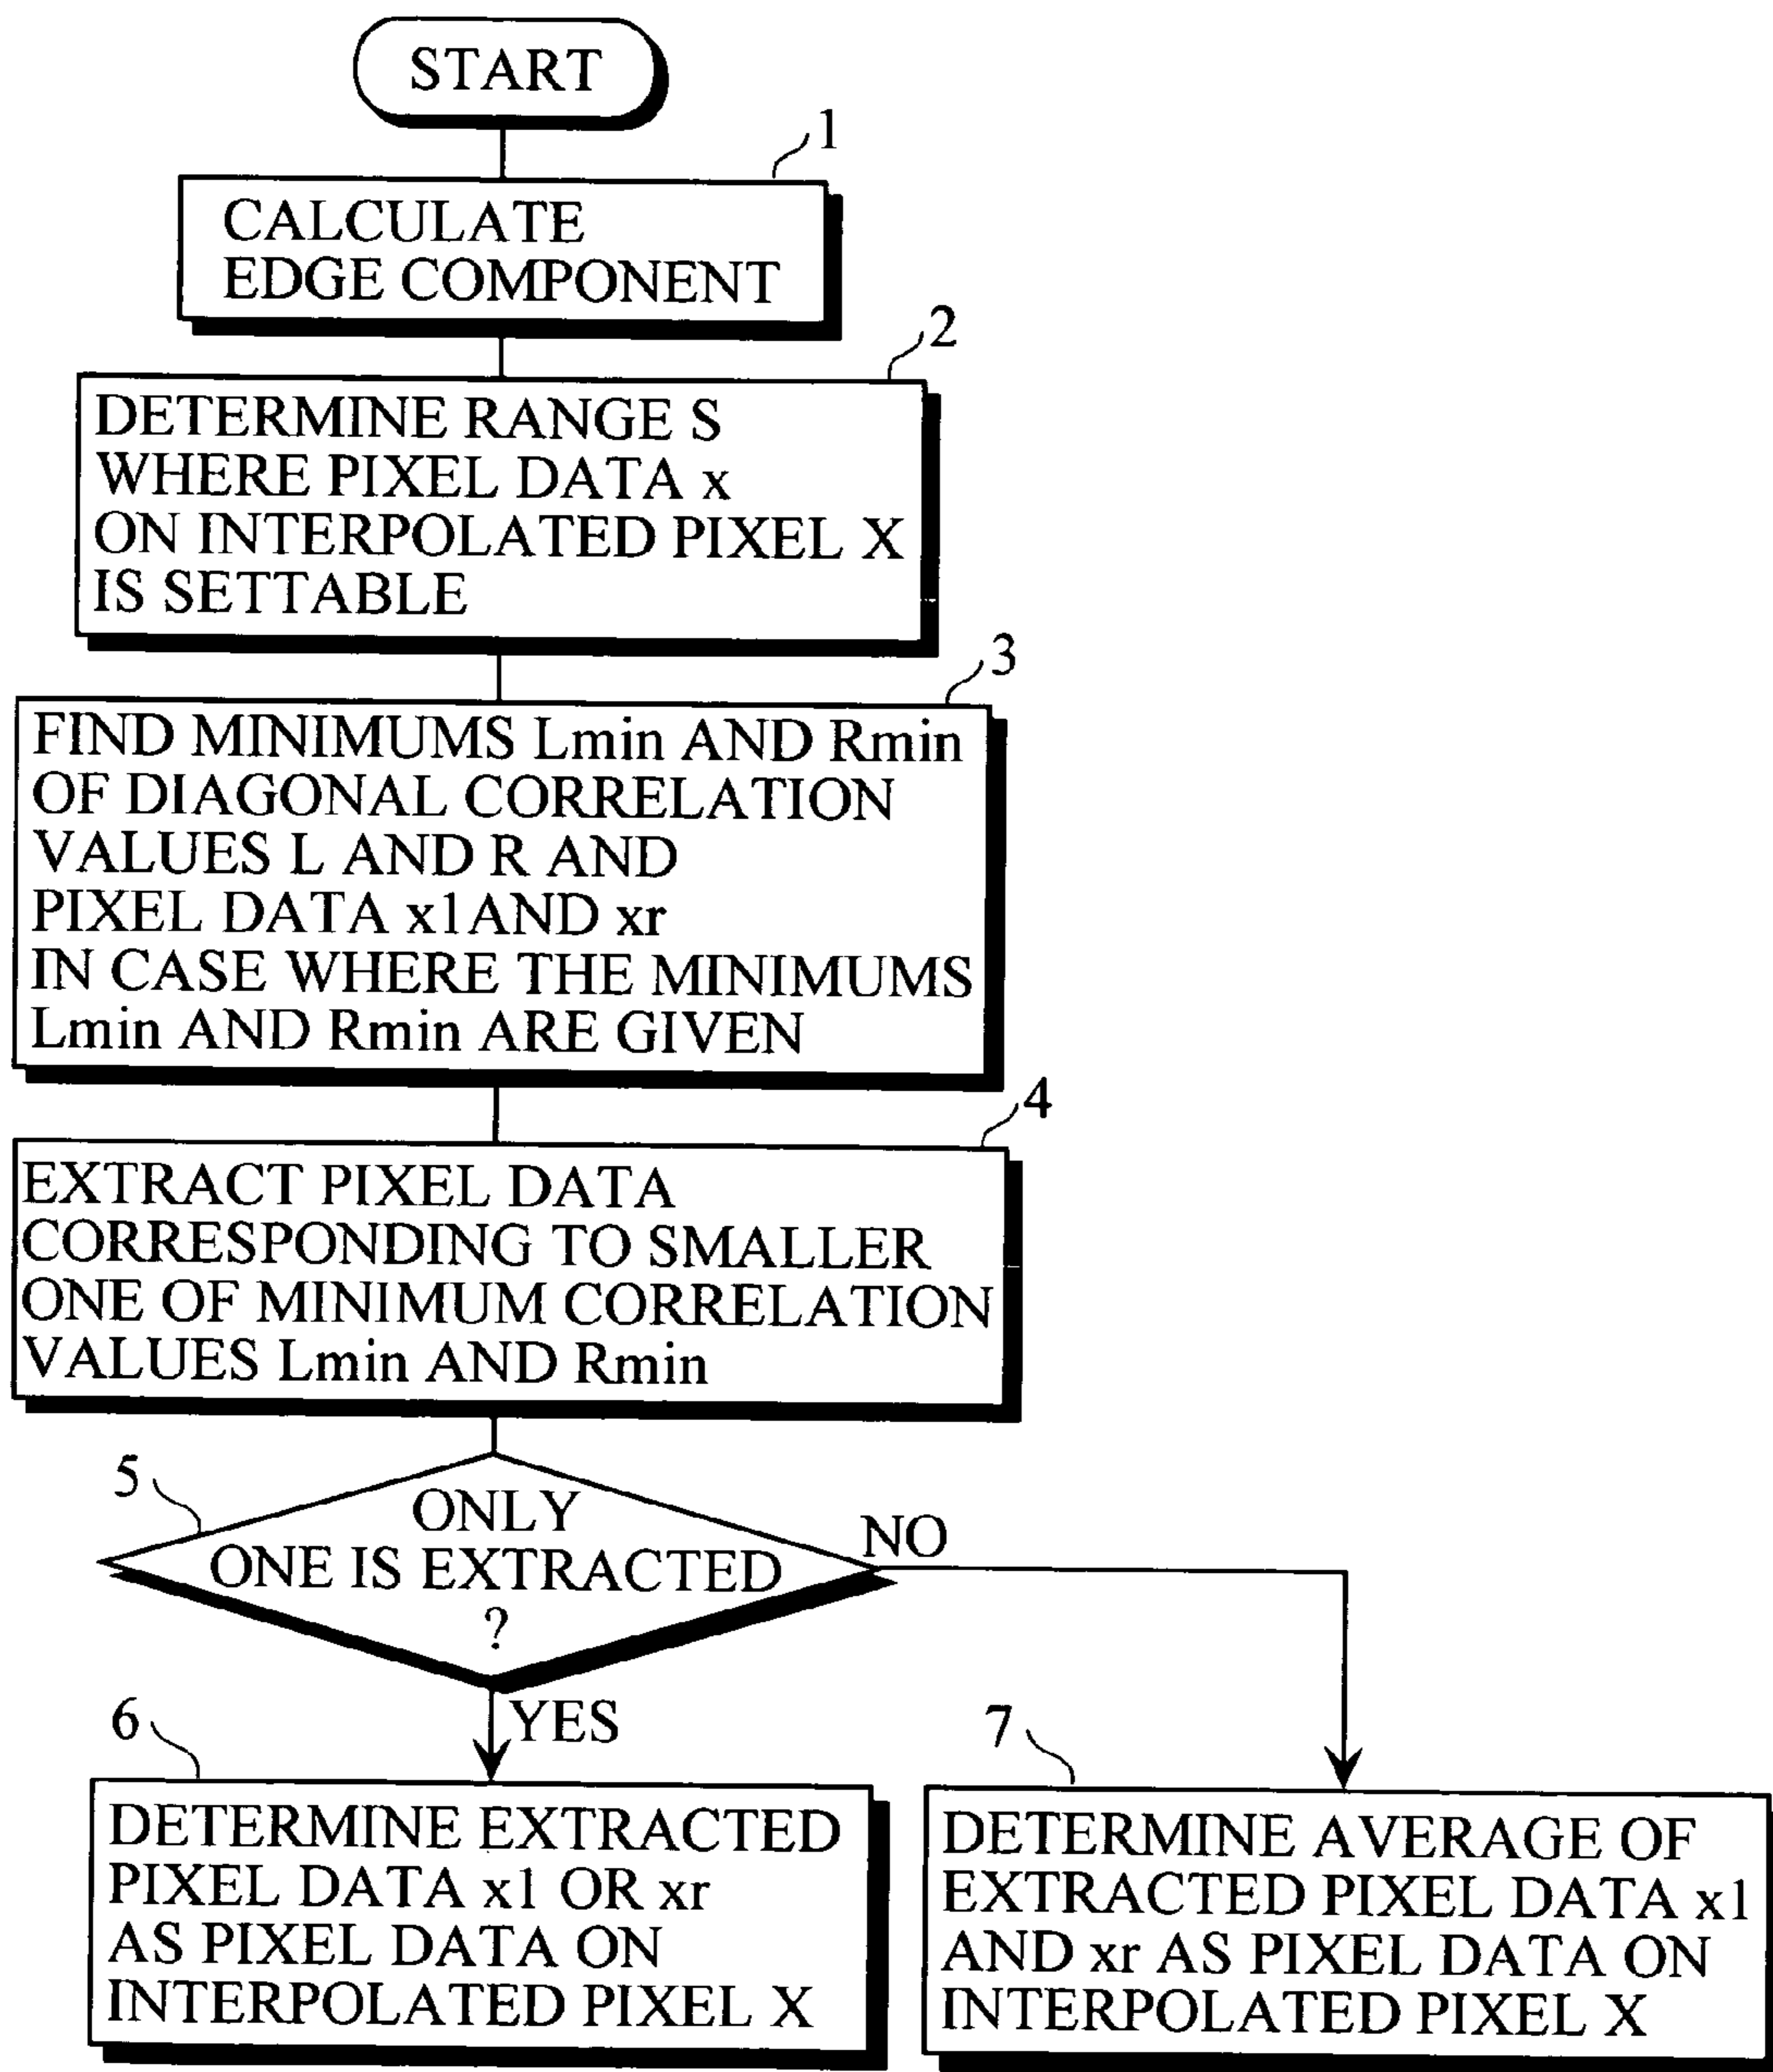 START
1
CALCULATE
EDGE COMPONENT
2
DETERMINE RANGE S
WHERE PIXEL DATA x
ON INTERPOLATED PIXEL X
IS SETTABLE
3
FIND MINIMUMS Lmin AND Rmin
OF DIAGONAL CORRELATION
VALUES L AND R AND
PIXEL DATA x1AND xr
IN CASE WHERE THE MINIMUMS
Lmin AND Rmin ARE GIVEN
4
EXTRACT PIXEL DATA
CORRESPONDING TO SMALLER
ONE OF MINIMUM CORRELATION
VALUES Lmin AND Rmin
5
ONLY
ONE IS EXTRACTED
?
NO
YES
6
DETERMINE EXTRACTED
PIXEL DATA x1 OR xr
AS PIXEL DATA ON
INTERPOLATED PIXEL X
7
DETERMINE AVERAGE OF
EXTRACTED PIXEL DATA x1
AND xr AS PIXEL DATA ON
INTERPOLATED PIXEL X